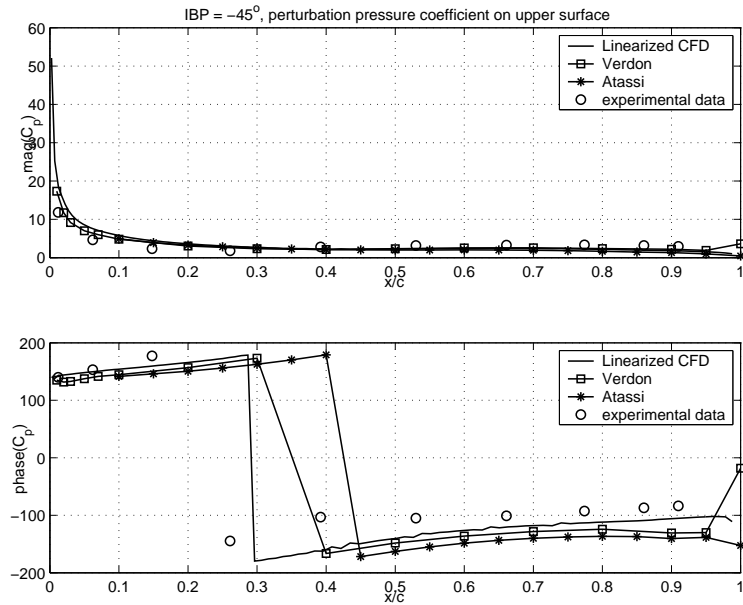 IBP = −45°, perturbation pressure coefficient on upper surface
60
50
40
30
20
10
0
mag(C_p)
Linearized CFD
Verdon
Atassi
experimental data
0 0.1 0.2 0.3 0.4 0.5 0.6 0.7 0.8 0.9 1
x/c
200
100
0
−100
−200
phase(C_p)
Linearized CFD
Verdon
Atassi
experimental data
0 0.1 0.2 0.3 0.4 0.5 0.6 0.7 0.8 0.9 1
x/c